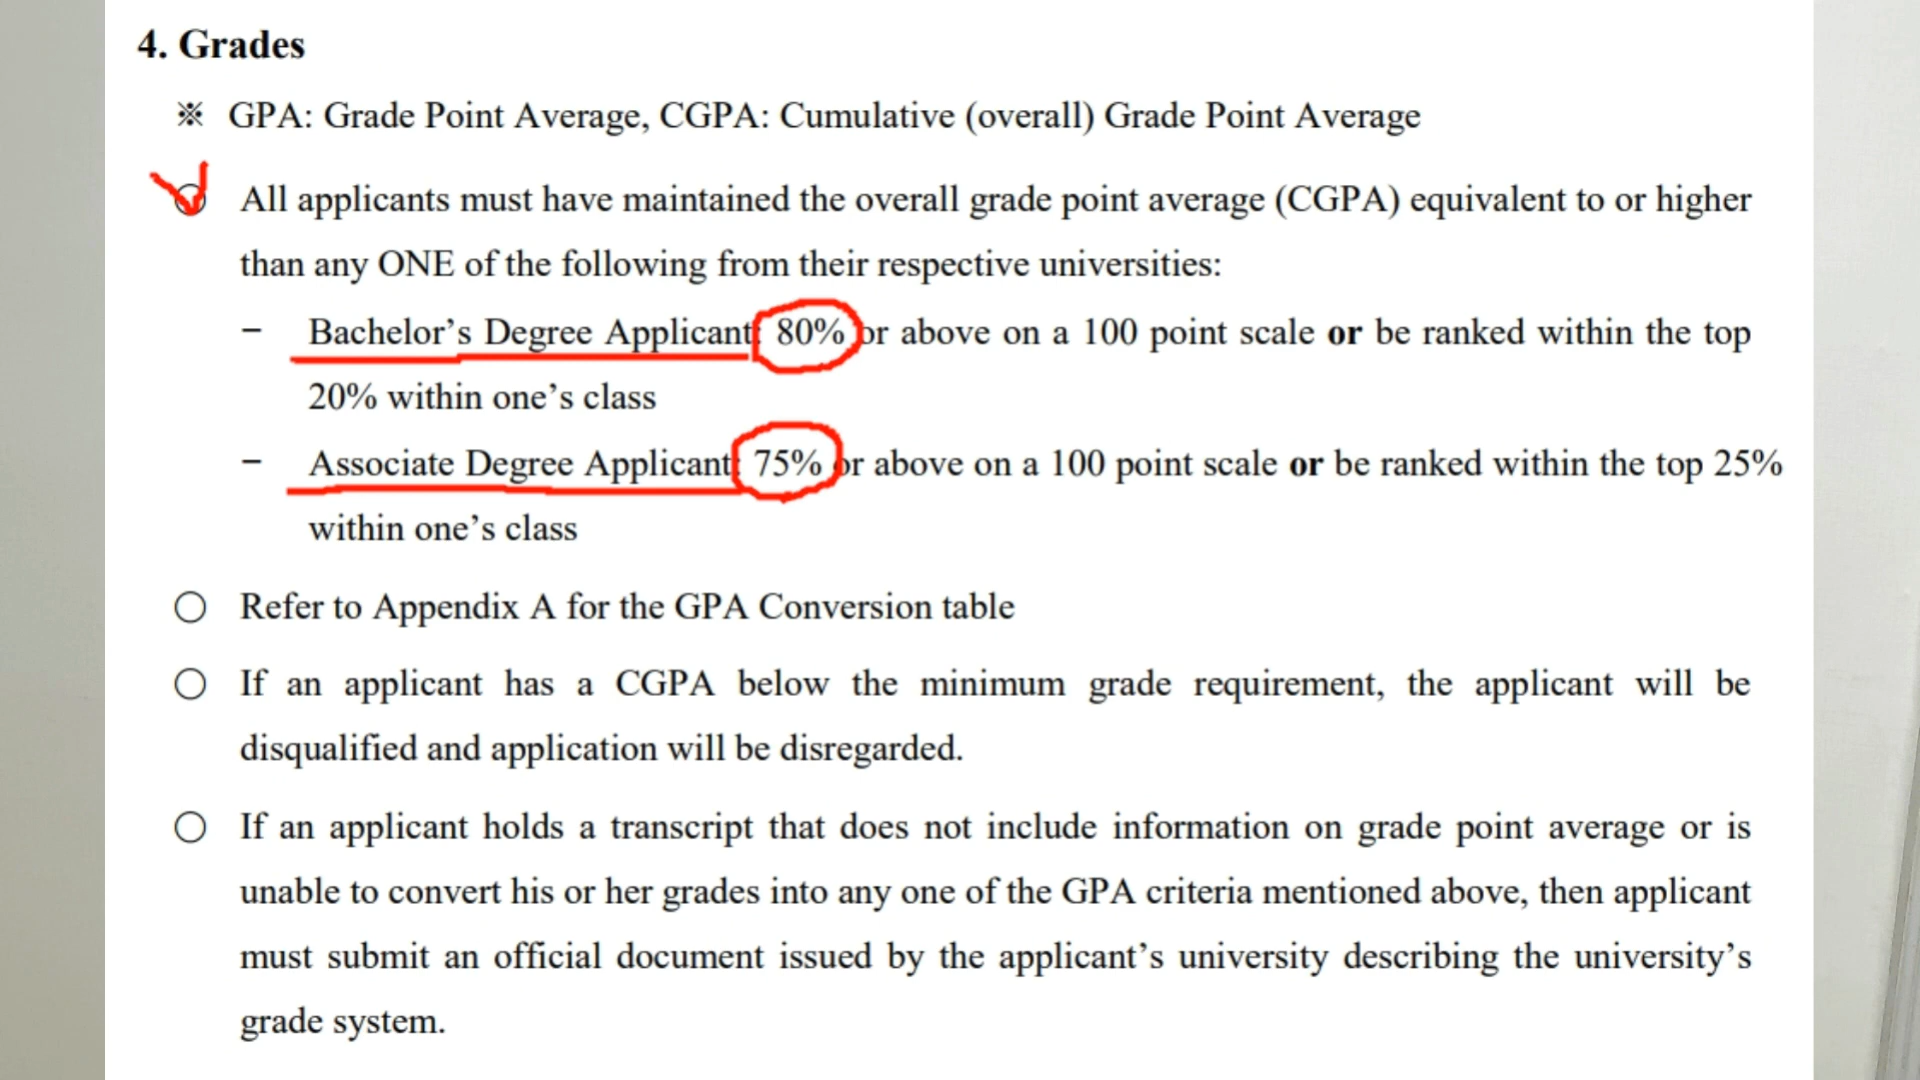 4. Grades
※ GPA: Grade Point Average, CGPA: Cumulative (overall) Grade Point Average
○ All applicants must have maintained the overall grade point average (CGPA) equivalent to or higher
than any ONE of the following from their respective universities:
− Bachelor’s Degree Applicant: 80% or above on a 100 point scale or be ranked within the top
20% within one’s class
− Associate Degree Applicant: 75% or above on a 100 point scale or be ranked within the top 25%
within one’s class
○ Refer to Appendix A for the GPA Conversion table
○ If an applicant has a CGPA below the minimum grade requirement, the applicant will be
disqualified and application will be disregarded.
○ If an applicant holds a transcript that does not include information on grade point average or is
unable to convert his or her grades into any one of the GPA criteria mentioned above, then applicant
must submit an official document issued by the applicant’s university describing the university’s
grade system.